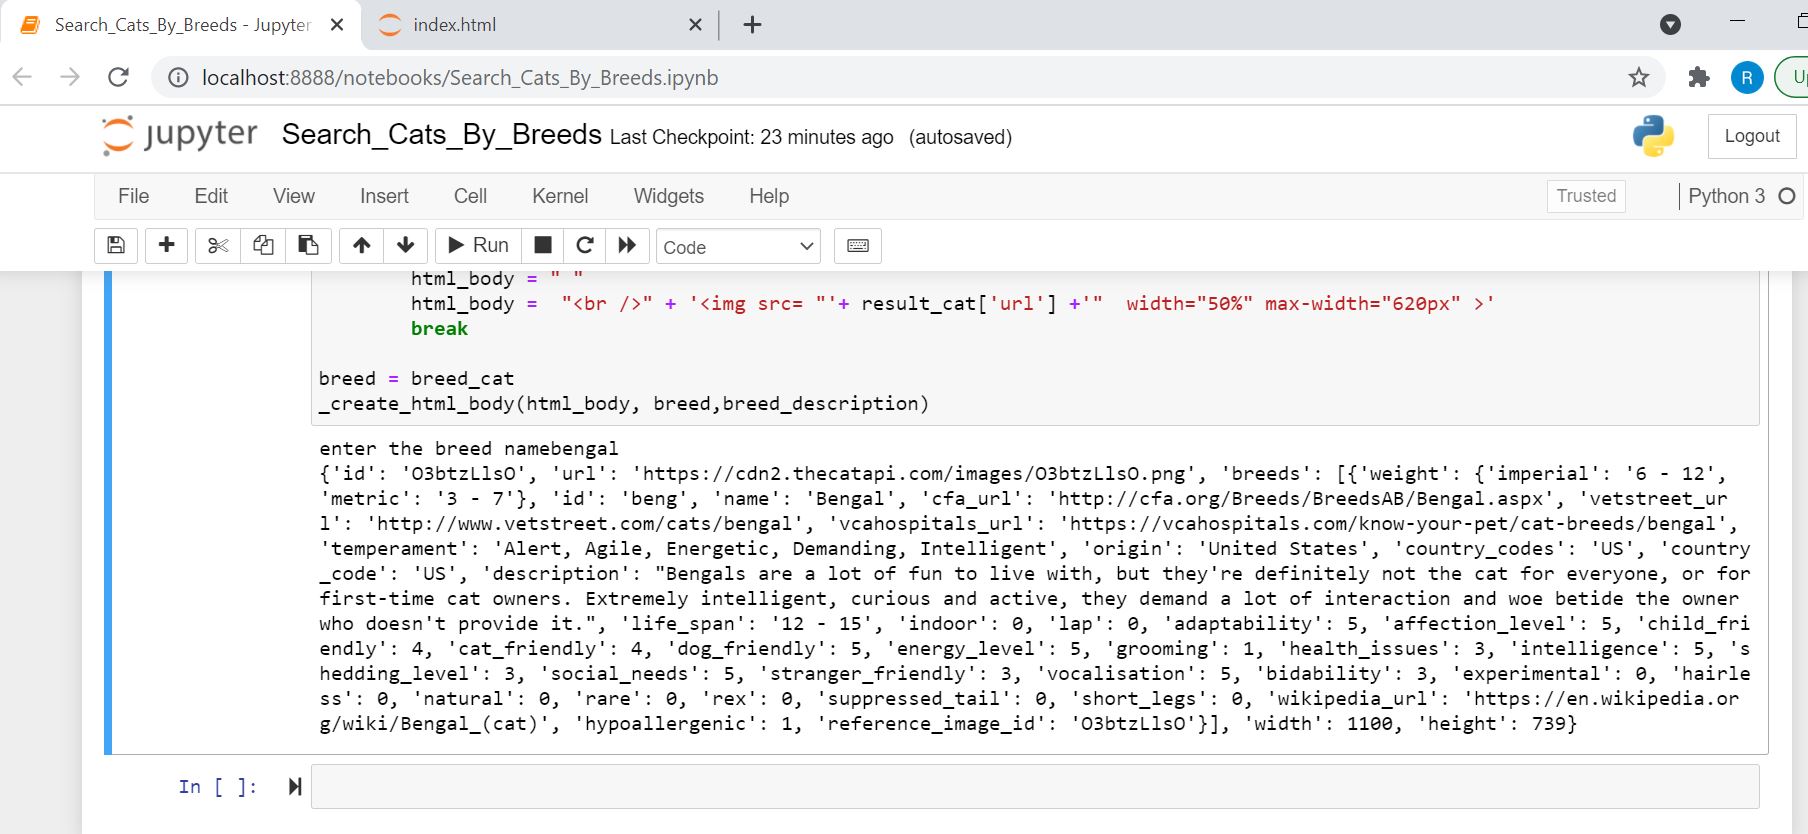 Search_Cats_By_Breeds - Jupyter
index.html
localhost:8888/notebooks/Search_Cats_By_Breeds.ipynb
R
jupyter Search_Cats_By_Breeds Last Checkpoint: 23 minutes ago (autosaved)
Logout
File Edit View Insert Cell Kernel Widgets Help
Trusted
Python 3
Run
Code
html_body = " "
html_body =  "<br />" + '<img src= "'+ result_cat['url'] +'"  width="50%" max-width="620px" >'
break
breed = breed_cat
_create_html_body(html_body, breed,breed_description)
enter the breed namebengal
{'id': 'O3btzLlsO', 'url': 'https://cdn2.thecatapi.com/images/O3btzLlsO.png', 'breeds': [{'weight': {'imperial': '6 - 12',
'metric': '3 - 7'}, 'id': 'beng', 'name': 'Bengal', 'cfa_url': 'http://cfa.org/Breeds/BreedsAB/Bengal.aspx', 'vetstreet_ur
l': 'http://www.vetstreet.com/cats/bengal', 'vcahospitals_url': 'https://vcahospitals.com/know-your-pet/cat-breeds/bengal',
'temperament': 'Alert, Agile, Energetic, Demanding, Intelligent', 'origin': 'United States', 'country_codes': 'US', 'country
_code': 'US', 'description': "Bengals are a lot of fun to live with, but they're definitely not the cat for everyone, or for
first-time cat owners. Extremely intelligent, curious and active, they demand a lot of interaction and woe betide the owner
who doesn't provide it.", 'life_span': '12 - 15', 'indoor': 0, 'lap': 0, 'adaptability': 5, 'affection_level': 5, 'child_fri
endly': 4, 'cat_friendly': 4, 'dog_friendly': 5, 'energy_level': 5, 'grooming': 1, 'health_issues': 3, 'intelligence': 5, 's
hedding_level': 3, 'social_needs': 5, 'stranger_friendly': 3, 'vocalisation': 5, 'bidability': 3, 'experimental': 0, 'hairle
ss': 0, 'natural': 0, 'rare': 0, 'rex': 0, 'suppressed_tail': 0, 'short_legs': 0, 'wikipedia_url': 'https://en.wikipedia.or
g/wiki/Bengal_(cat)', 'hypoallergenic': 1, 'reference_image_id': 'O3btzLlsO'}], 'width': 1100, 'height': 739}
In [ ]: